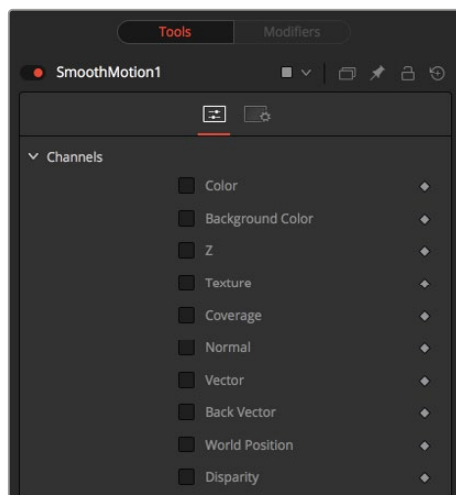 Tools Modifiers
SmoothMotion1
Channels
Color
Background Color
Z
Texture
Coverage
Normal
Vector
Back Vector
World Position
Disparity